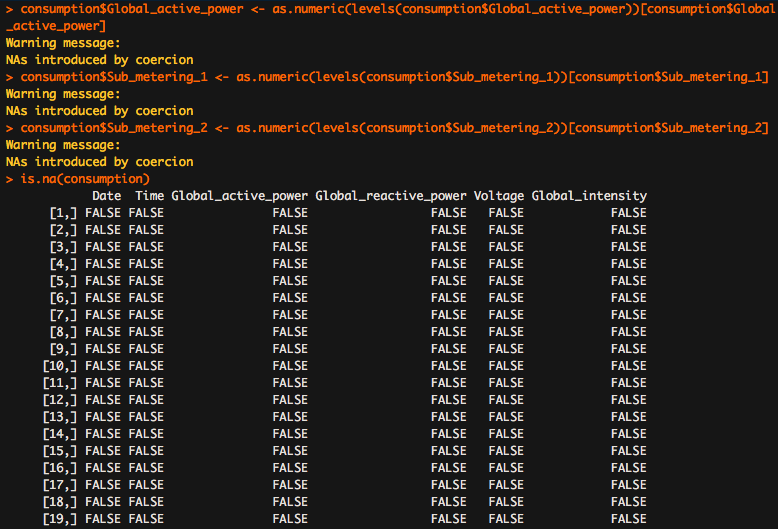 > consumption$Global_active_power <- as.numeric(levels(consumption$Global_active_power))[consumption$Global
_active_power]
Warning message:
NAs introduced by coercion
> consumption$Sub_metering_1 <- as.numeric(levels(consumption$Sub_metering_1))[consumption$Sub_metering_1]
Warning message:
NAs introduced by coercion
> consumption$Sub_metering_2 <- as.numeric(levels(consumption$Sub_metering_2))[consumption$Sub_metering_2]
Warning message:
NAs introduced by coercion
> is.na(consumption)
Date Time Global_active_power Global_reactive_power Voltage Global_intensity
[1,] FALSE FALSE FALSE FALSE FALSE FALSE
[2,] FALSE FALSE FALSE FALSE FALSE FALSE
[3,] FALSE FALSE FALSE FALSE FALSE FALSE
[4,] FALSE FALSE FALSE FALSE FALSE FALSE
[5,] FALSE FALSE FALSE FALSE FALSE FALSE
[6,] FALSE FALSE FALSE FALSE FALSE FALSE
[7,] FALSE FALSE FALSE FALSE FALSE FALSE
[8,] FALSE FALSE FALSE FALSE FALSE FALSE
[9,] FALSE FALSE FALSE FALSE FALSE FALSE
[10,] FALSE FALSE FALSE FALSE FALSE FALSE
[11,] FALSE FALSE FALSE FALSE FALSE FALSE
[12,] FALSE FALSE FALSE FALSE FALSE FALSE
[13,] FALSE FALSE FALSE FALSE FALSE FALSE
[14,] FALSE FALSE FALSE FALSE FALSE FALSE
[15,] FALSE FALSE FALSE FALSE FALSE FALSE
[16,] FALSE FALSE FALSE FALSE FALSE FALSE
[17,] FALSE FALSE FALSE FALSE FALSE FALSE
[18,] FALSE FALSE FALSE FALSE FALSE FALSE
[19,] FALSE FALSE FALSE FALSE FALSE FALSE